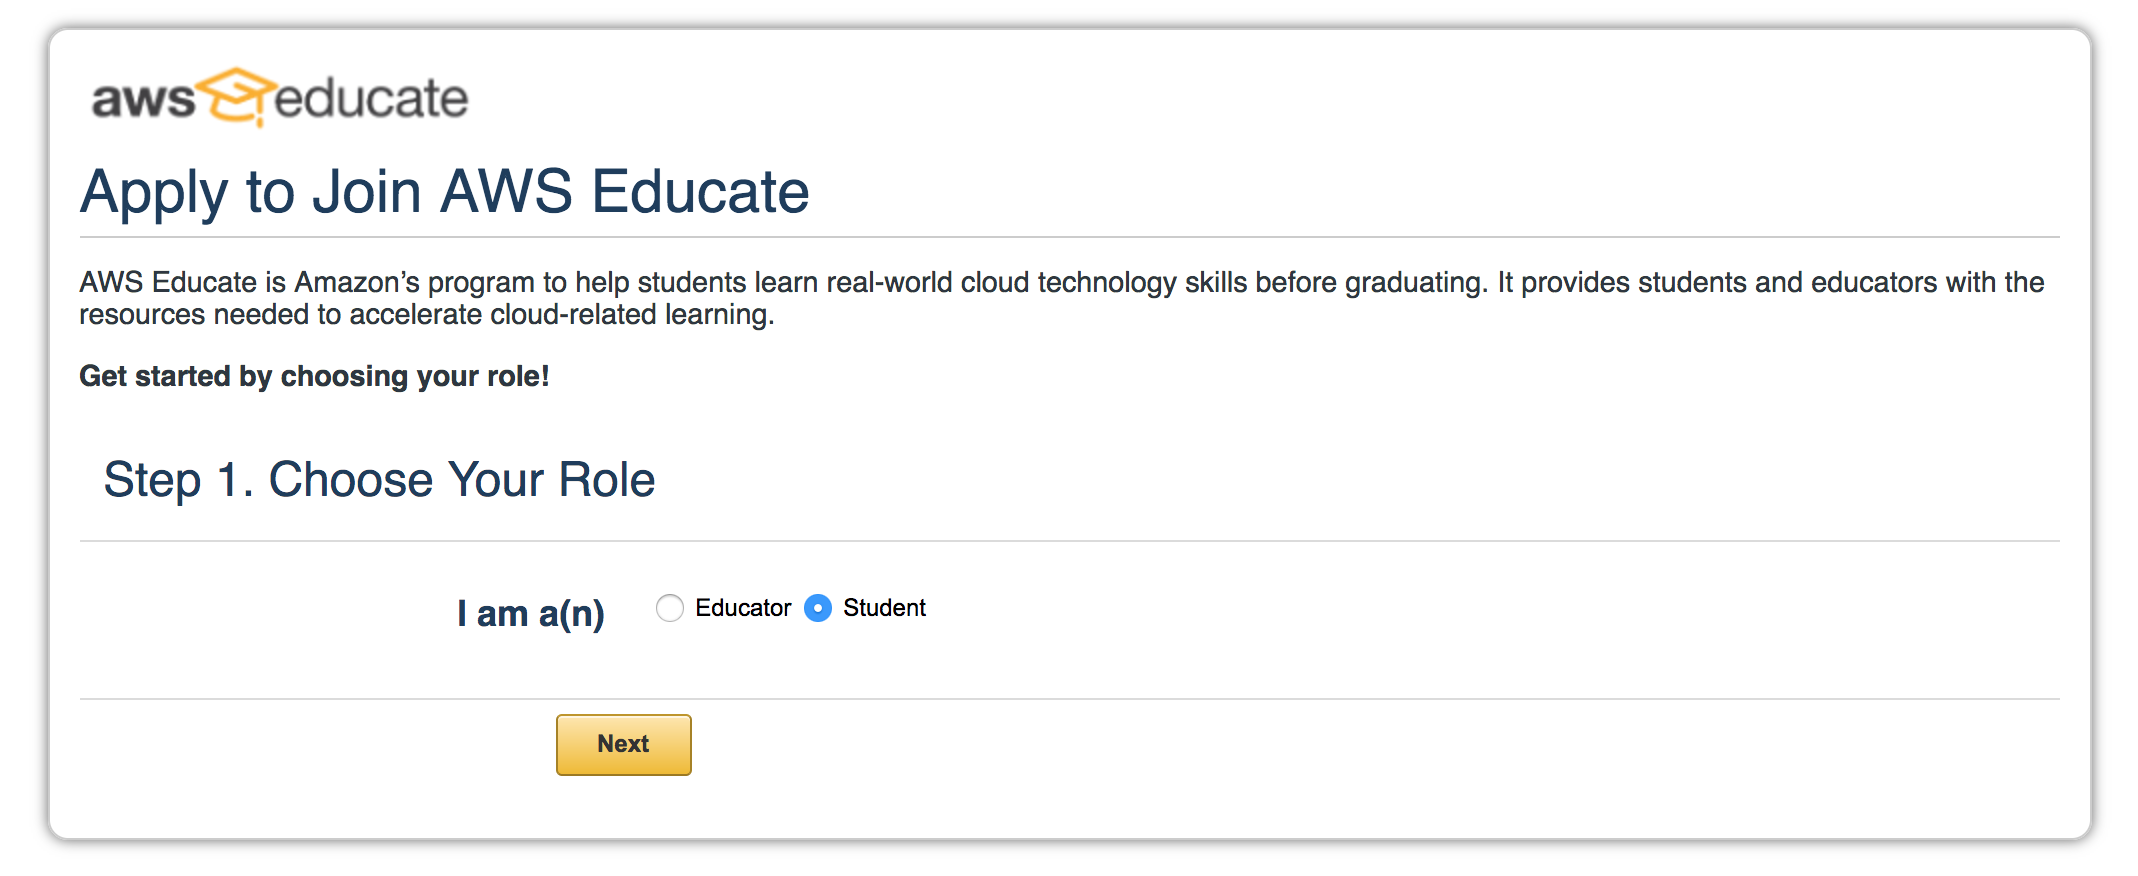 aws educate
Apply to Join AWS Educate
AWS Educate is Amazon’s program to help students learn real-world cloud technology skills before graduating. It provides students and educators with the
resources needed to accelerate cloud-related learning.
Get started by choosing your role!
Step 1. Choose Your Role
I am a(n) Educator Student
Next